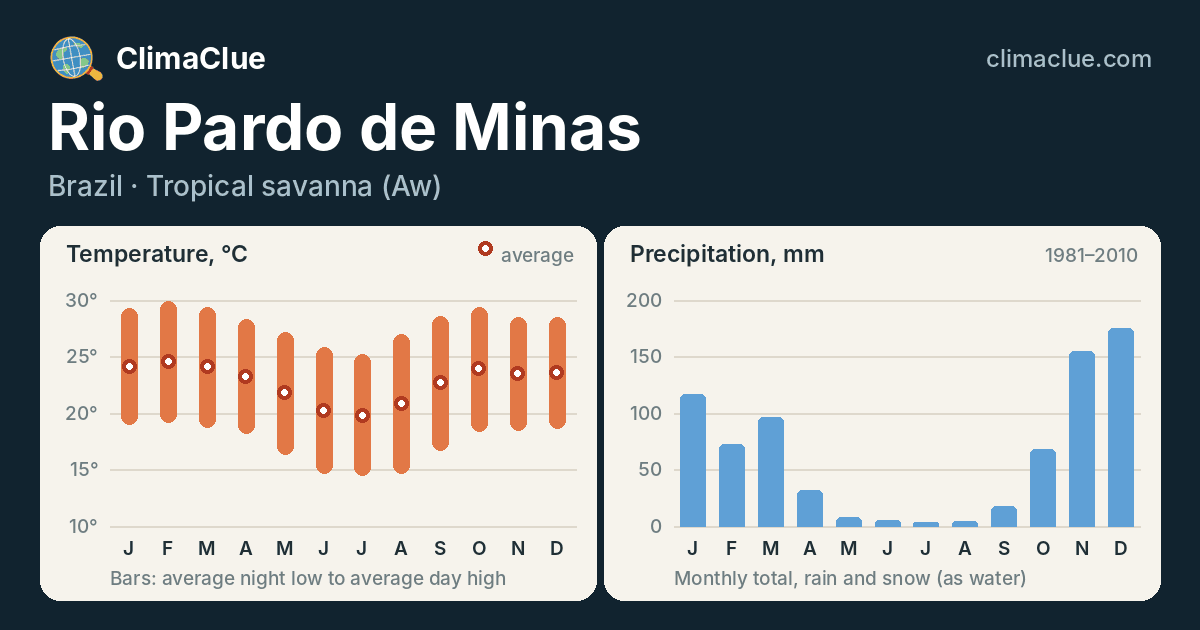 ClimaClue
climaclue.com
Rio Pardo de Minas
Brazil · Tropical savanna (Aw)
Temperature, °C
average
30°
25°
20°
15°
10°
J F M A M J J A S O N D
Bars: average night low to average day high
Precipitation, mm
1981–2010
200
150
100
50
0
J F M A M J J A S O N D
Monthly total, rain and snow (as water)